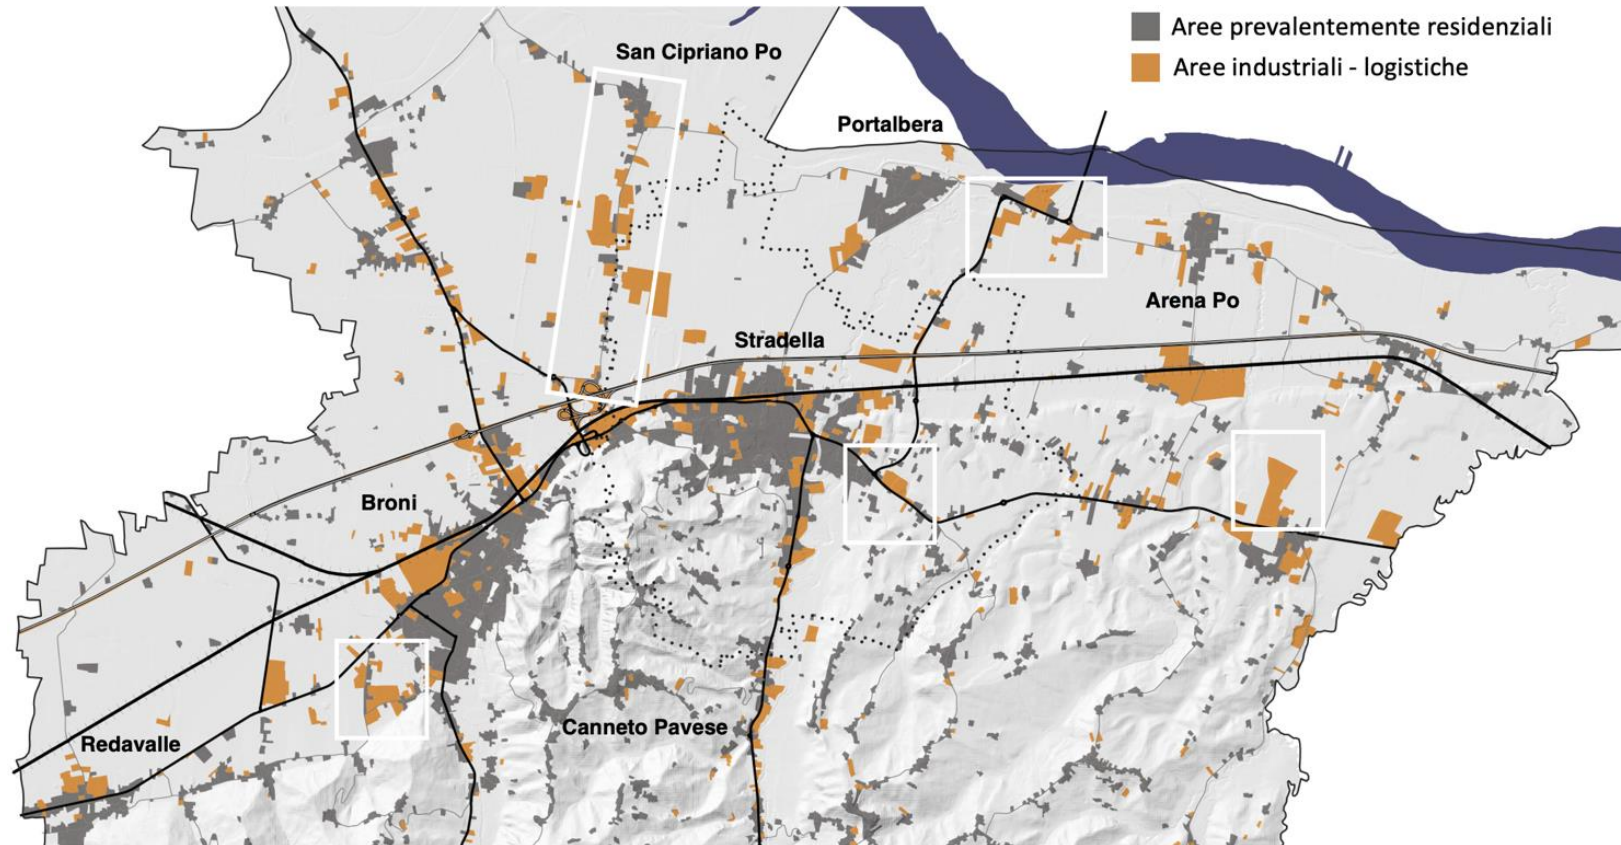 Aree prevalentemente residenziali
Aree industriali - logistiche
San Cipriano Po
Portalbera
Arena Po
Stradella
Broni
Canneto Pavese
Redavalle